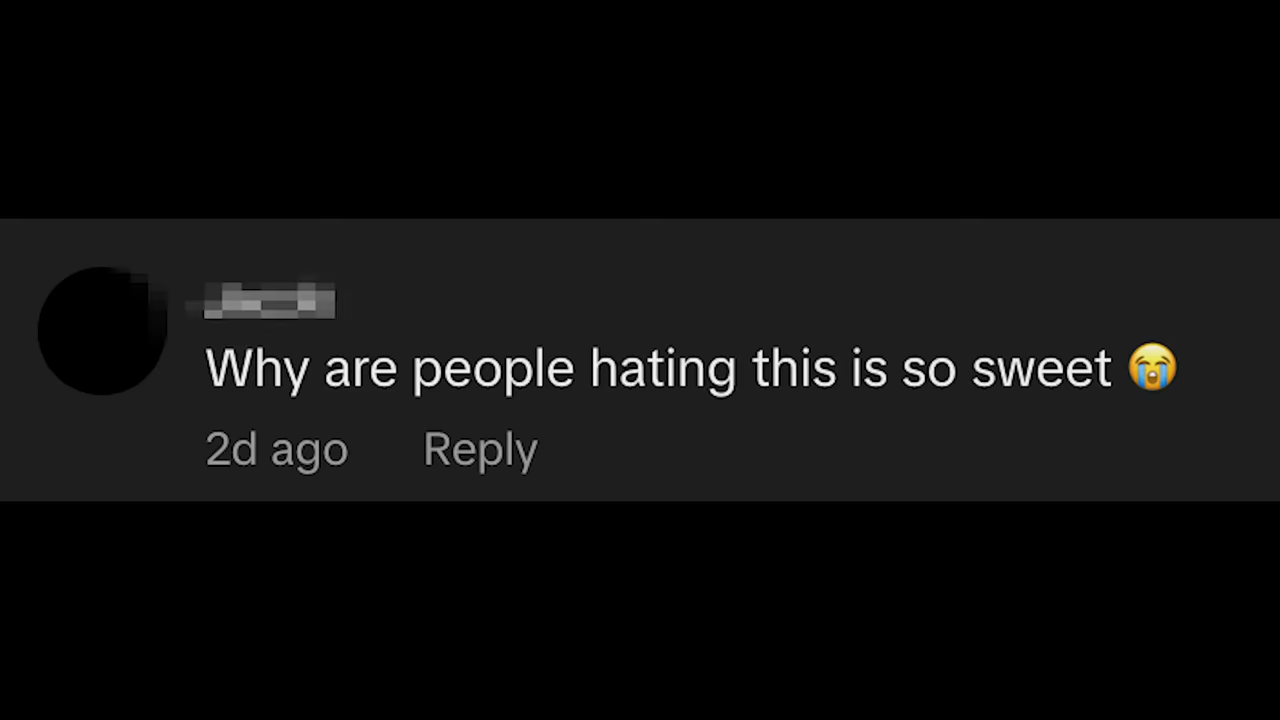 Why are people hating this is so sweet 😭
2d ago Reply